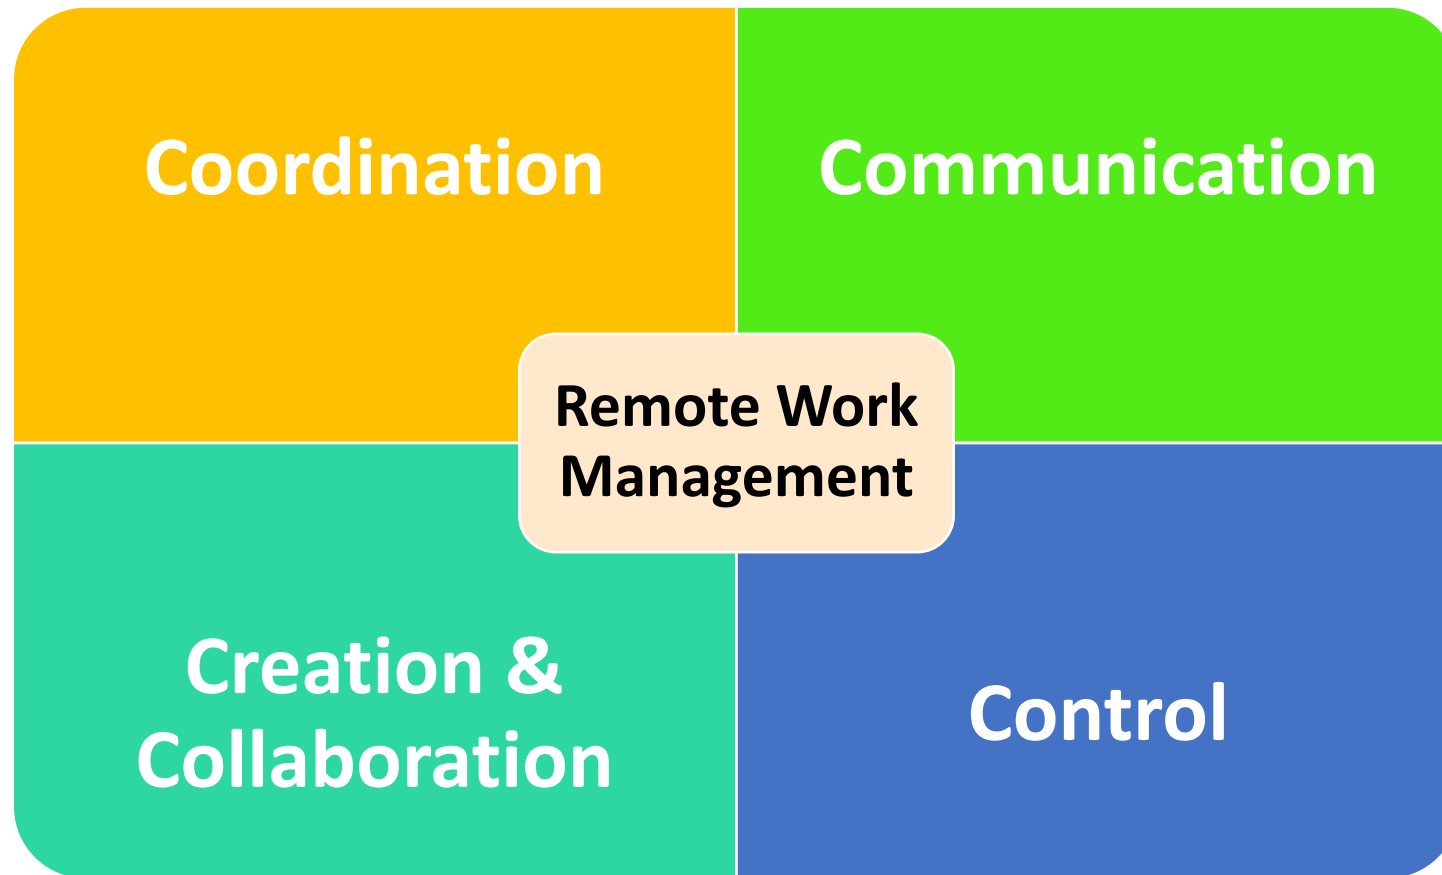 Coordination
Communication
Remote Work
Management
Creation &
Collaboration
Control